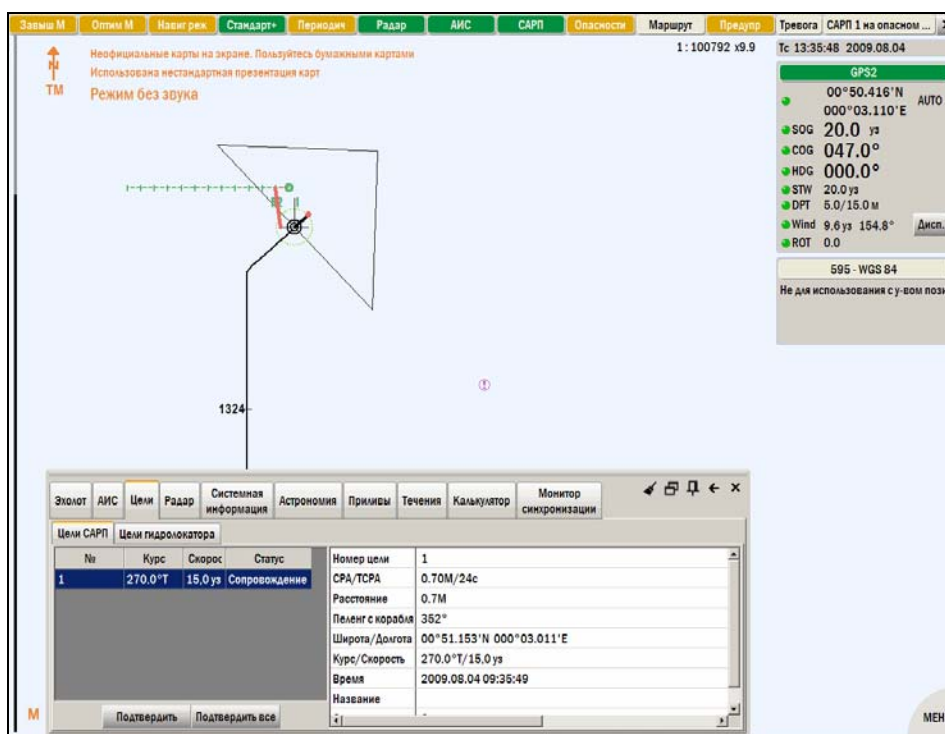 Завыш М Оптим М Навиг реж Стандарт+ Периодич Радар АИС САРП Опасности Маршрут Предупр Тревога САРП 1 на опасном ...
Неофициальные карты на экране. Пользуйтесь бумажными картами
1:100792 x9.9
Тс 13:35:48 2009.08.04
N
Использована нестандартная презентация карт
TM
Режим без звука
GPS2
00°50.416'N
000°03.110'E
AUTO
SOG 20.0 уз
COG 047.0°
HDG 000.0°
STW 20.0 уз
DPT 5.0/15.0 м
Wind 9.6 уз 154.8° Дисп.
ROT 0.0
595 - WGS 84
Не для использования с у-вом пози
1324
Эхолот АИС Цели Радар Системная информация Астрономия Приливы Течения Калькулятор Монитор синхронизации
Цели САРП Цели гидролокатора
№ Курс Скорос Статус
1 270.0°T 15,0 уз Сопровождение
Номер цели 1
CPA/TCPA 0.70M/24c
Расстояние 0.7М
Пеленг с корабля 352°
Широта/Долгота 00°51.153'N 000°03.011'E
Курс/Скорость 270.0°T/15.0 уз
Время 2009.08.04 09:35:49
Название
Подтвердить Подтвердить все
М
МЕН